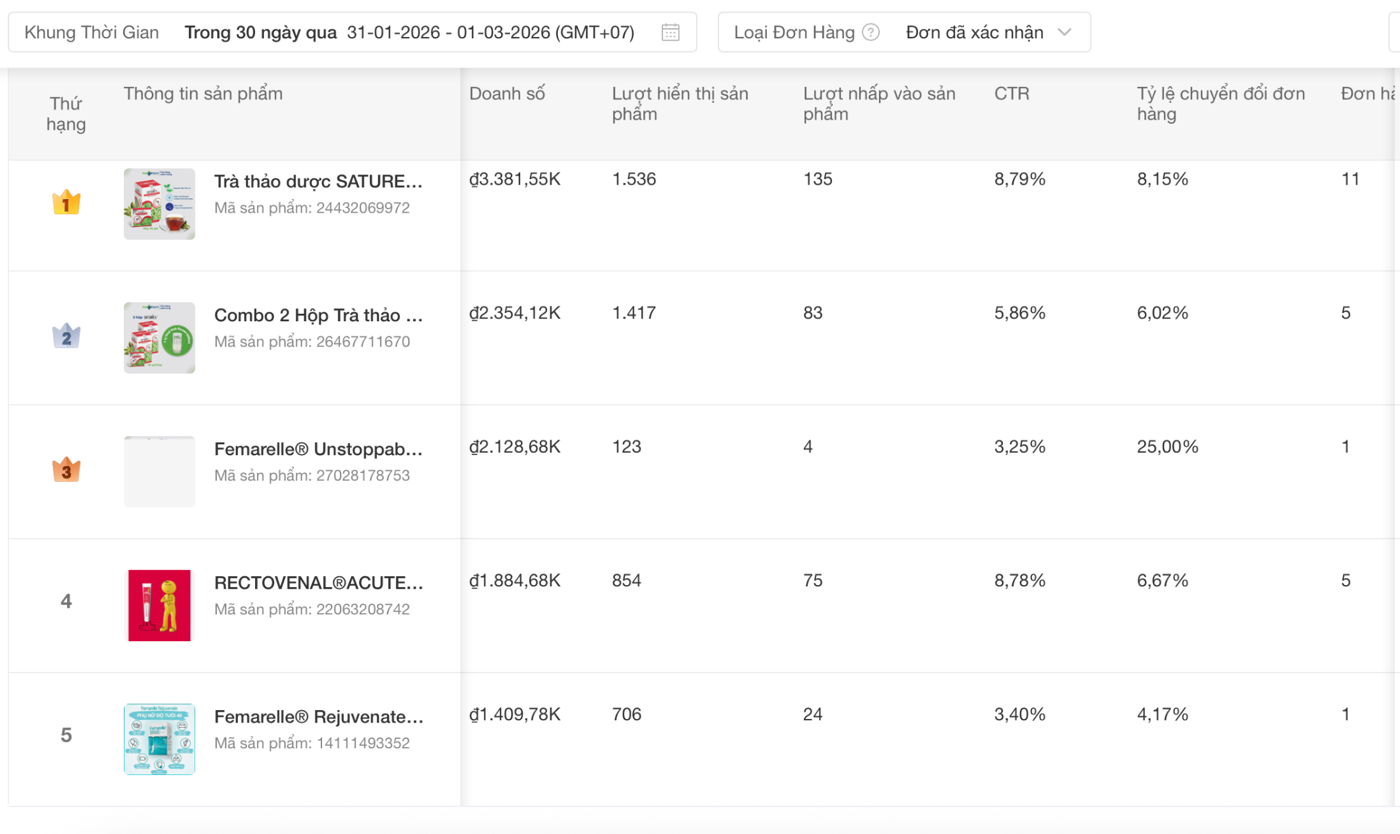 Khung Thời Gian Trong 30 ngày qua 31-01-2026 - 01-03-2026 (GMT+07) Loại Đơn Hàng ? Đơn đã xác nhận
Thứ hạng Thông tin sản phẩm Doanh số Lượt hiển thị sản phẩm Lượt nhấp vào sản phẩm CTR Tỷ lệ chuyển đổi đơn hàng Đơn
1 Trà thảo dược SATURE... ₫3.381,55K 1.536 135 8,79% 8,15% 11
Mã sản phẩm: 24432069972
2 Combo 2 Hộp Trà thảo ... ₫2.354,12K 1.417 83 5,86% 6,02% 5
Mã sản phẩm: 26467711670
3 Femarelle® Unstoppab... ₫2.128,68K 123 4 3,25% 25,00% 1
Mã sản phẩm: 27028178753
4 RECTOVENAL®ACUTE... ₫1.884,68K 854 75 8,78% 6,67% 5
Mã sản phẩm: 22063208742
5 Femarelle® Rejuvenate... ₫1.409,78K 706 24 3,40% 4,17% 1
Mã sản phẩm: 14111493352